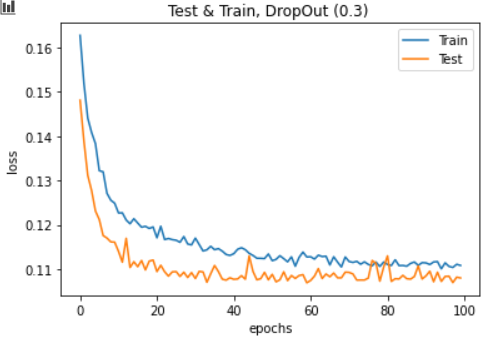 Test & Train, DropOut (0.3)
Train
Test
loss
0.16
0.15
0.14
0.13
0.12
0.11
0 20 40 60 80 100
epochs